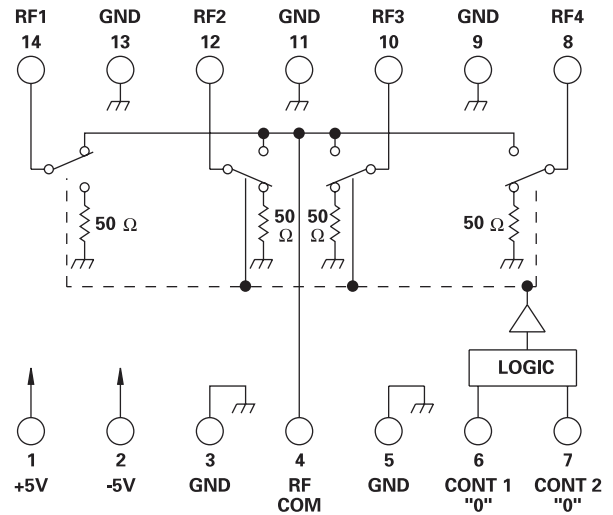 RF1 GND RF2 GND RF3 GND RF4
14 13 12 11 10 9 8
50 Ω 50 Ω 50 Ω 50 Ω
LOGIC
1 2 3 4 5 6 7
+5V -5V GND RF COM GND CONT 1 "0" CONT 2 "0"